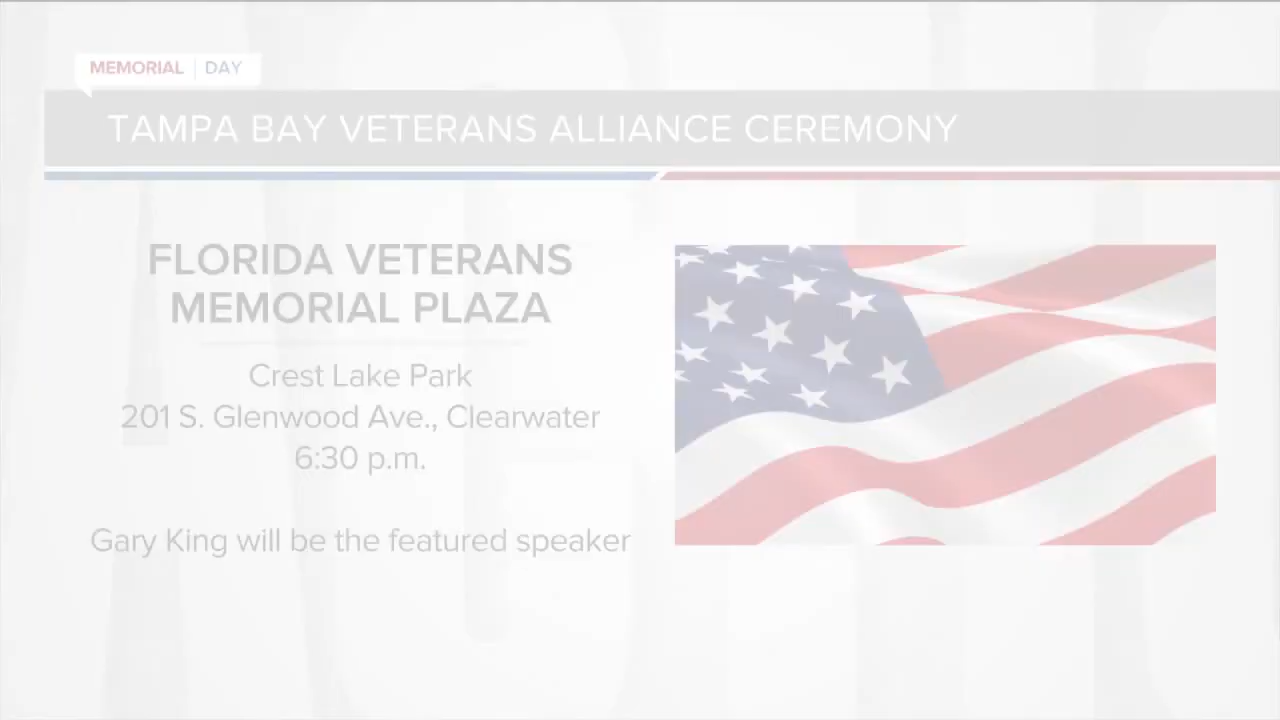 MEMORIAL | DAY
TAMPA BAY VETERANS ALLIANCE CEREMONY
FLORIDA VETERANS
MEMORIAL PLAZA
Crest Lake Park
201 S. Glenwood Ave., Clearwater
6:30 p.m.
Gary King will be the featured speaker